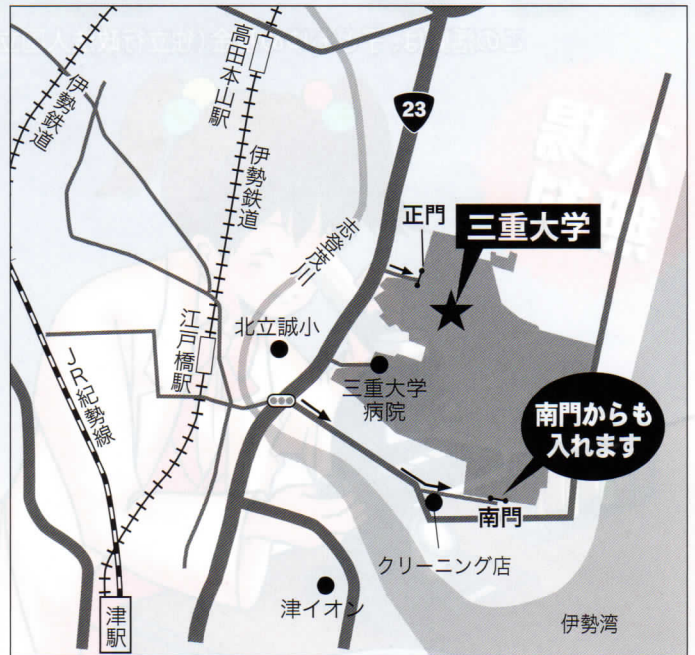 高田本山駅
伊勢鉄道
23
伊勢鉄道
志登茂川
正門
三重大学
北立誠小
江戸橋駅
三重大学
病院
JR紀勢線
南門からも
入れます
南門
クリーニング店
津イオン
津駅
伊勢湾